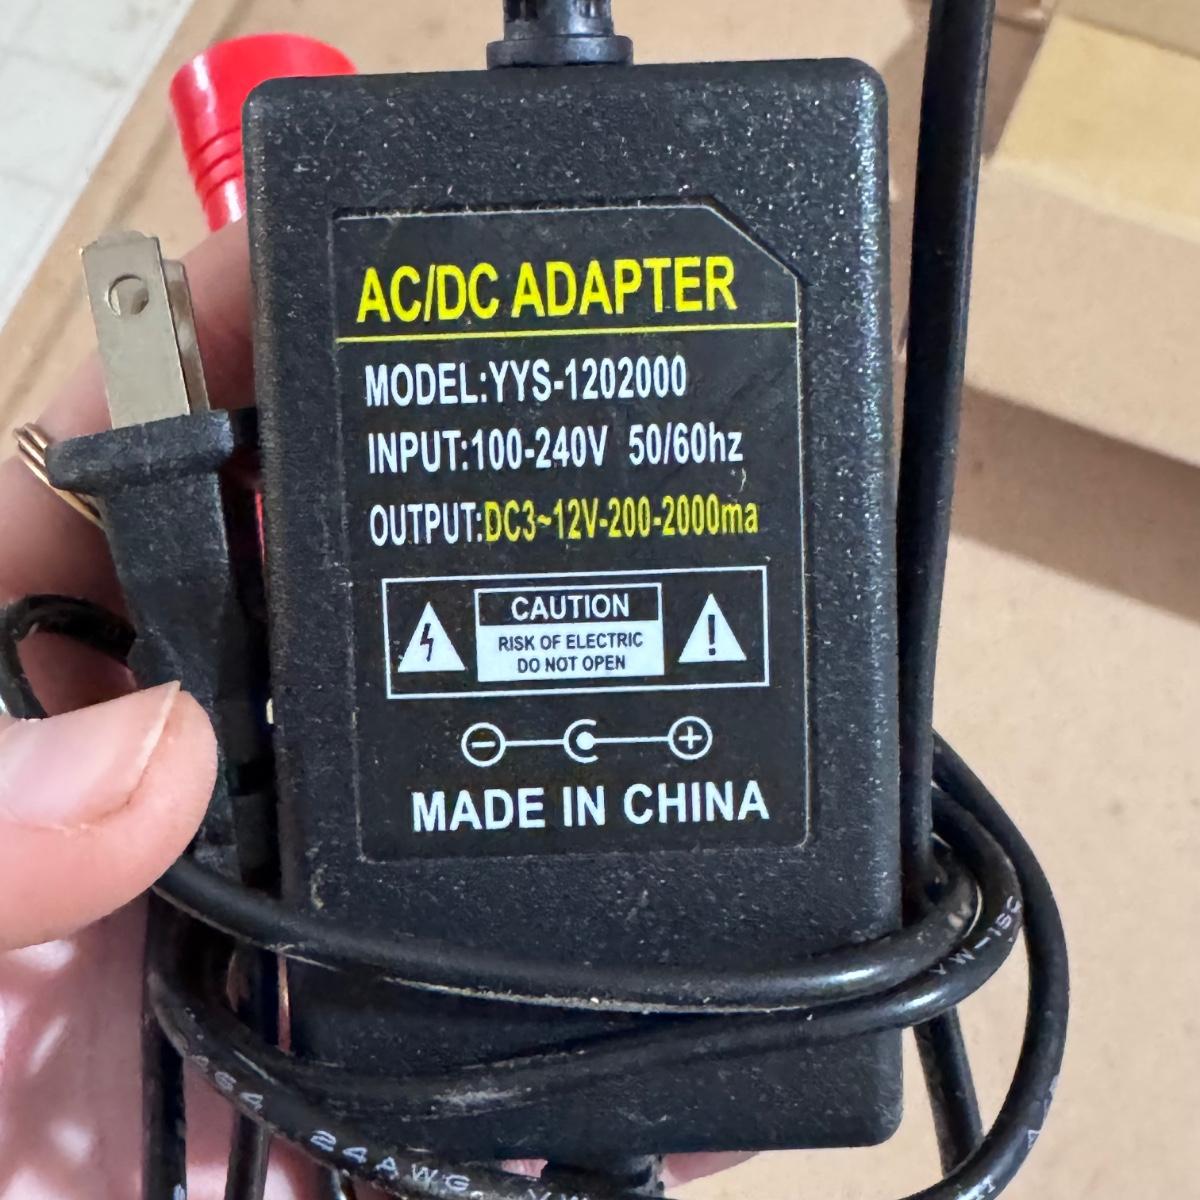 AC/DC ADAPTER
MODEL:YYS-1202000
INPUT:100-240V 50/60hz
OUTPUT:DC3~12V-200-2000ma
CAUTION
RISK OF ELECTRIC
DO NOT OPEN
!
MADE IN CHINA
24AWG